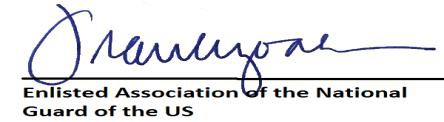 Enlisted Association of the National
Guard of the US